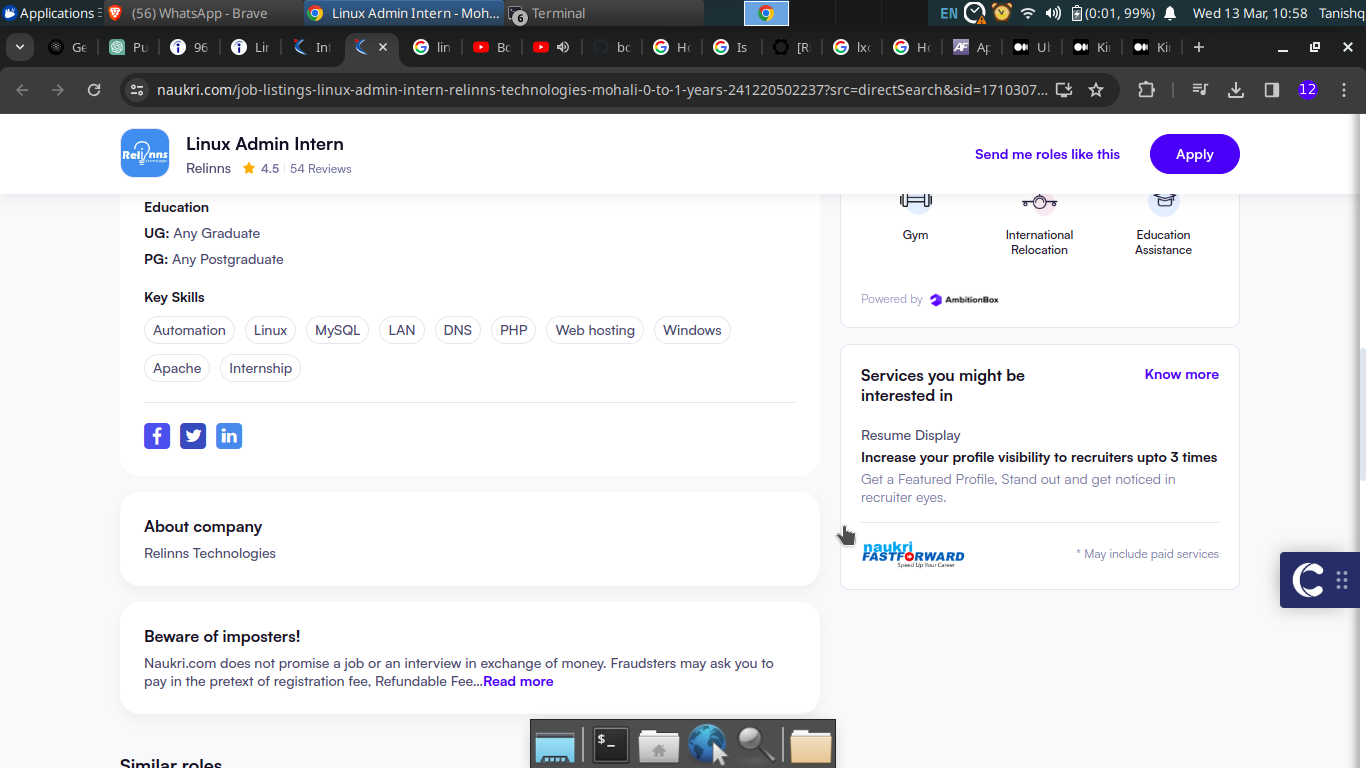 Applications
(56) WhatsApp - Brave
Linux Admin Intern - Moh...
6
Terminal
EN
(0:01, 99%)
Wed 13 Mar, 10:58
Tanishq
Ge
Pu
96
Lir
Int
lin
Bc
bc
Hc
Is
[R
lxc
Hc
AF
Ap
Ul
Kir
Kir
naukri.com/job-listings-linux-admin-intern-relinns-technologies-mohali-0-to-1-years-241220502237?src=directSearch&sid=1710307...
12
Relinns
Linux Admin Intern
Relinns
4.5
54 Reviews
Send me roles like this
Apply
Education
UG: Any Graduate
PG: Any Postgraduate
Key Skills
Automation
Linux
MySQL
LAN
DNS
PHP
Web hosting
Windows
Apache
Internship
About company
Relinns Technologies
Beware of imposters!
Naukri.com does not promise a job or an interview in exchange of money. Fraudsters may ask you to
pay in the pretext of registration fee, Refundable Fee...Read more
Similar roles
Gym
International
Relocation
Education
Assistance
Powered by
AmbitionBox
Services you might be
interested in
Know more
Resume Display
Increase your profile visibility to recruiters upto 3 times
Get a Featured Profile, Stand out and get noticed in
recruiter eyes.
naukri
FASTFORWARD
Speed Up Your Career
* May include paid services
$_